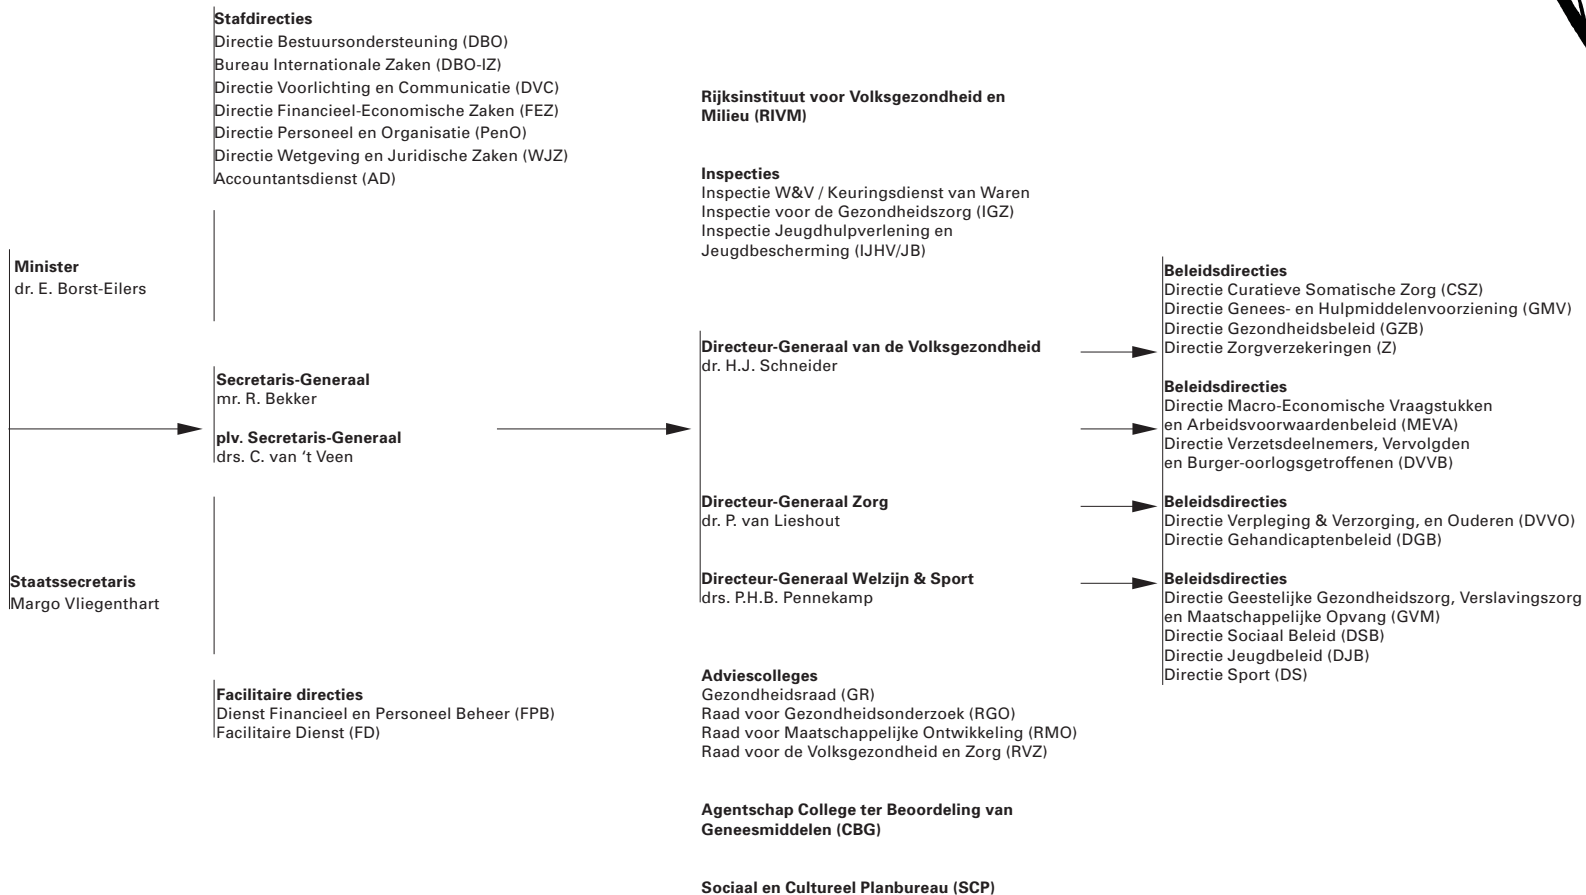 Stafdirecties
Directie Bestuursondersteuning (DBO)
Bureau Internationale Zaken (DBO-IZ)
Directie Voorlichting en Communicatie (DVC)
Directie Financieel-Economische Zaken (FEZ)
Directie Personeel en Organisatie (PenO)
Directie Wetgeving en Juridische Zaken (WJZ)
Accountantsdienst (AD)
Minister
dr. E. Borst-Eilers
Staatssecretaris
Margo Vliegenthart
Secretaris-Generaal
mr. R. Bekker
plv. Secretaris-Generaal
drs. C. van ‘t Veen
Facilitaire directies
Dienst Financieel en Personeel Beheer (FPB)
Facilitaire Dienst (FD)
Rijksinstituut voor Volksgezondheid en
Milieu (RIVM)
Inspecties
Inspectie W&V / Keuringsdienst van Waren
Inspectie voor de Gezondheidszorg (IGZ)
Inspectie Jeugdhulpverlening en
Jeugdbescherming (IJHV/JB)
Directeur-Generaal van de Volksgezondheid
dr. H.J. Schneider
Directeur-Generaal Zorg
dr. P. van Lieshout
Directeur-Generaal Welzijn & Sport
drs. P.H.B. Pennekamp
Adviescolleges
Gezondheidsraad (GR)
Raad voor Gezondheidsonderzoek (RGO)
Raad voor Maatschappelijke Ontwikkeling (RMO)
Raad voor de Volksgezondheid en Zorg (RVZ)
Agentschap College ter Beoordeling van
Geneesmiddelen (CBG)
Sociaal en Cultureel Planbureau (SCP)
Beleidsdirecties
Directie Curatieve Somatische Zorg (CSZ)
Directie Genees- en Hulpmiddelenvoorziening (GMV)
Directie Gezondheidsbeleid (GZB)
Directie Zorgverzekeringen (Z)
Beleidsdirecties
Directie Macro-Economische Vraagstukken
en Arbeidsvoorwaardenbeleid (MEVA)
Directie Verzetsdeelnemers, Vervolgden
en Burger-oorlogsgetroffenen (DVVB)
Beleidsdirecties
Directie Verpleging & Verzorging, en Ouderen (DVVO)
Directie Gehandicaptenbeleid (DGB)
Beleidsdirecties
Directie Geestelijke Gezondheidszorg, Verslavingszorg
en Maatschappelijke Opvang (GVM)
Directie Sociaal Beleid (DSB)
Directie Jeugdbeleid (DJB)
Directie Sport (DS)